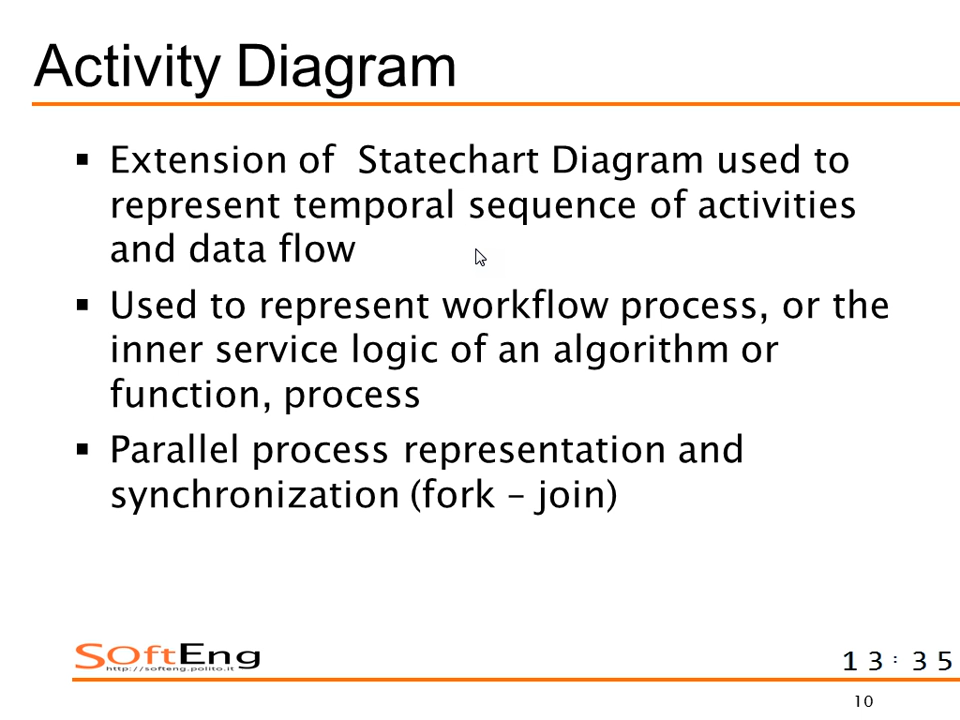 Activity Diagram
▪ Extension of Statechart Diagram used to
represent temporal sequence of activities
and data flow
▪ Used to represent workflow process, or the
inner service logic of an algorithm or
function, process
▪ Parallel process representation and
synchronization (fork – join)
SOftEng
http://softeng.polito.it
13:35
10